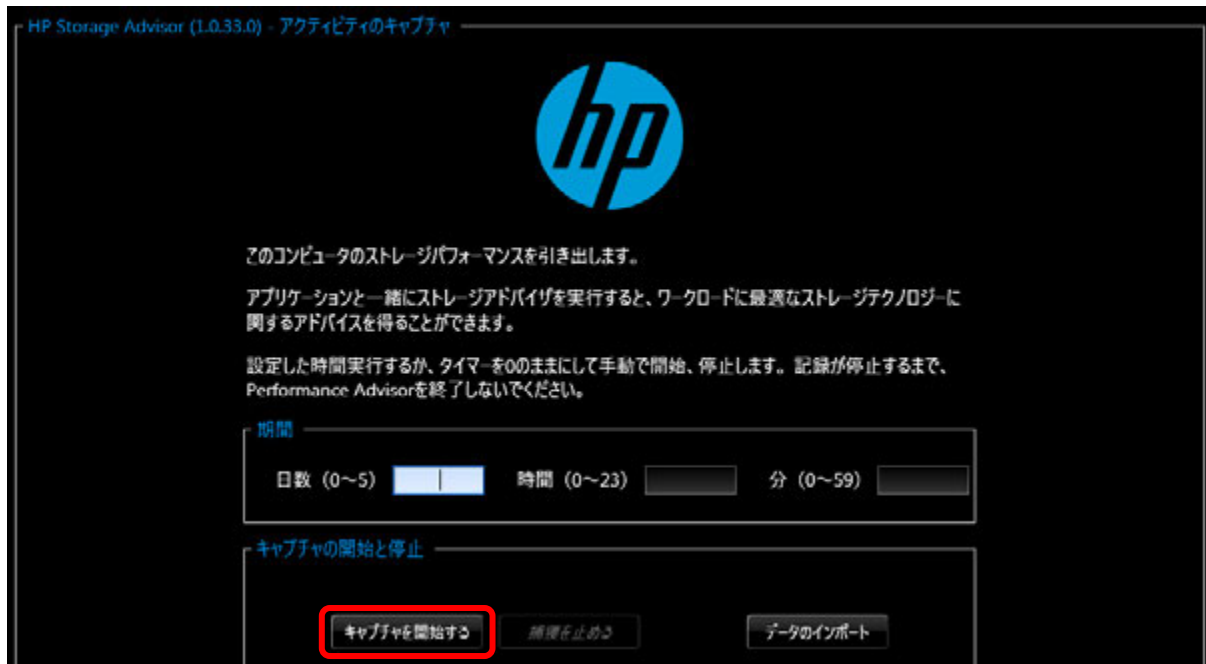 HP Storage Advisor (1.0.33.0) - アクティビティのキャプチャ
hp
このコンピュータのストレージパフォーマンスを引き出します。
アプリケーションと一緒にストレージアドバイザを実行すると、ワークロードに最適なストレージテクノロジーに
関するアドバイスを得ることができます。
設定した時間実行するか、タイマーを0のままにして手動で開始、停止します。記録が停止するまで、
Performance Advisorを終了しないでください。
期間
日数（0～5） 時間（0～23） 分（0～59）
キャプチャの開始と停止
キャプチャを開始する 捕獲を止める データのインポート